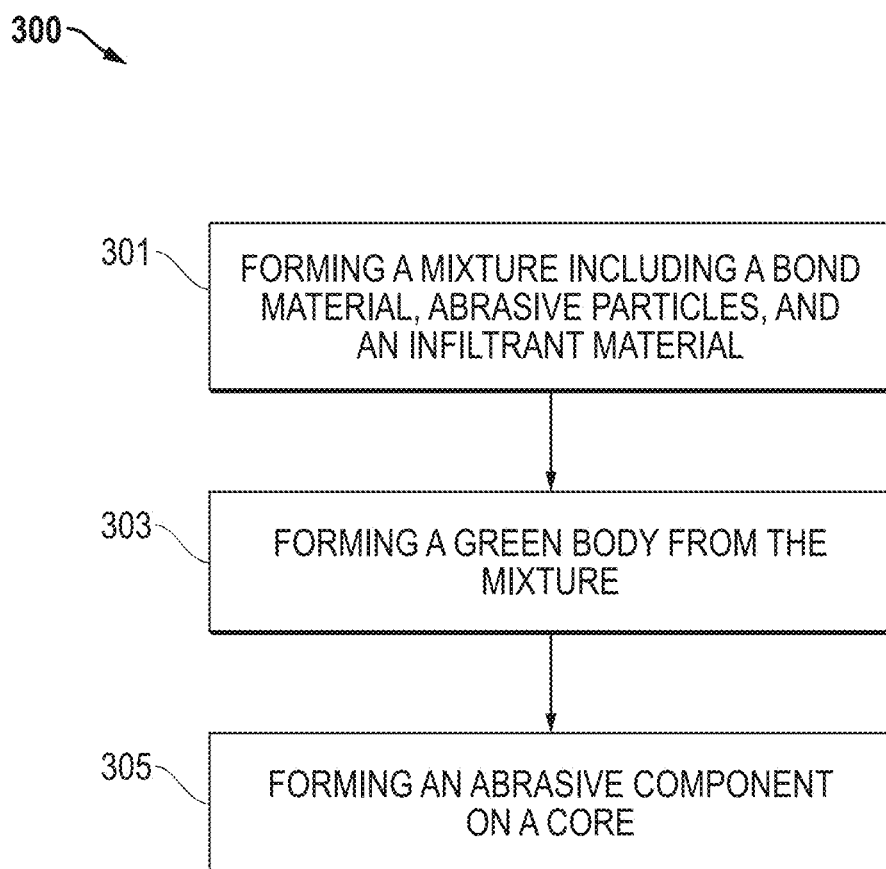 300
301
FORMING A MIXTURE INCLUDING A BOND
MATERIAL, ABRASIVE PARTICLES, AND
AN INFILTRANT MATERIAL
303
FORMING A GREEN BODY FROM THE
MIXTURE
305
FORMING AN ABRASIVE COMPONENT
ON A CORE